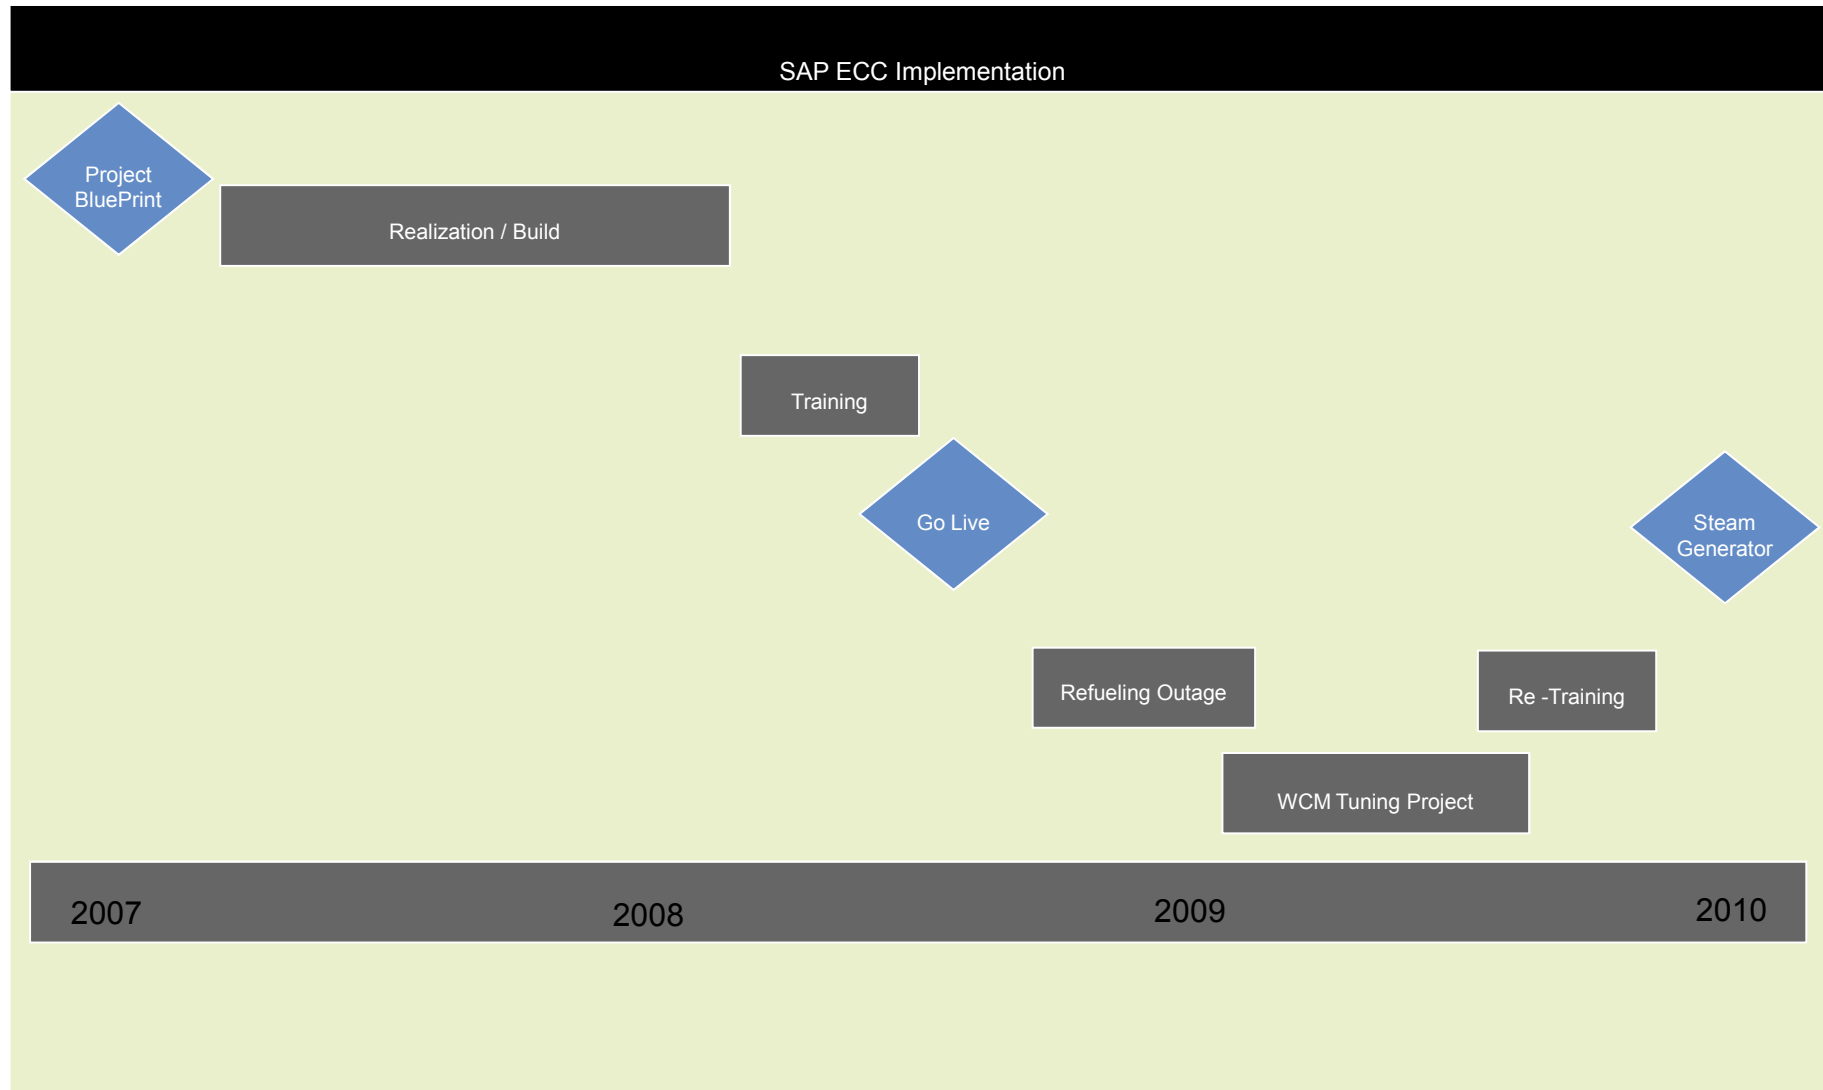 SAP ECC Implementation
Project
BluePrint
Realization / Build
Training
Go Live
Steam
Generator
Refueling Outage
Re -Training
WCM Tuning Project
2007
2008
2009
2010